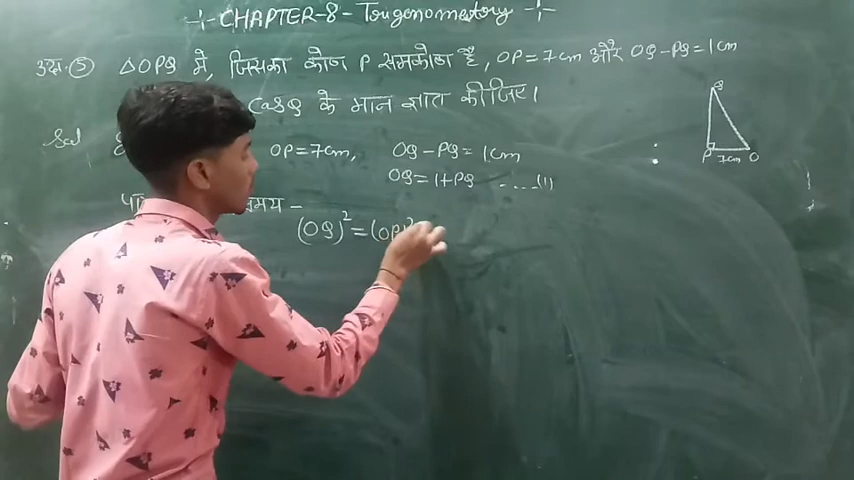 -:- CHAPTER-8 - Trigonometory -:-
उदा. ⑤ △OPQ में, जिसका कोण P समकोण है, OP = 7cm और OQ - PQ = 1cm
CosQ के मान ज्ञात कीजिए।
Sol OP = 7cm, OQ - PQ = 1cm
OQ = 1 + PQ ....(1)
(OQ)² = (OP)²
Q
P 7cm O